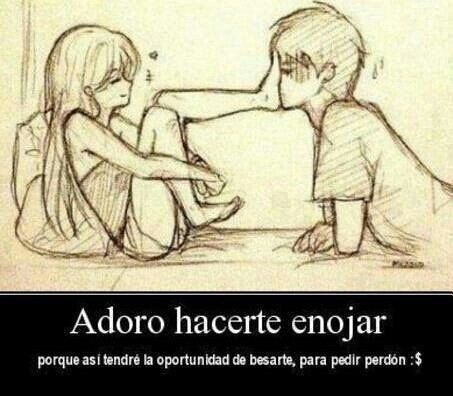 Adoro hacerte enojar
porque así tendré la oportunidad de besarte, para pedir perdón :$